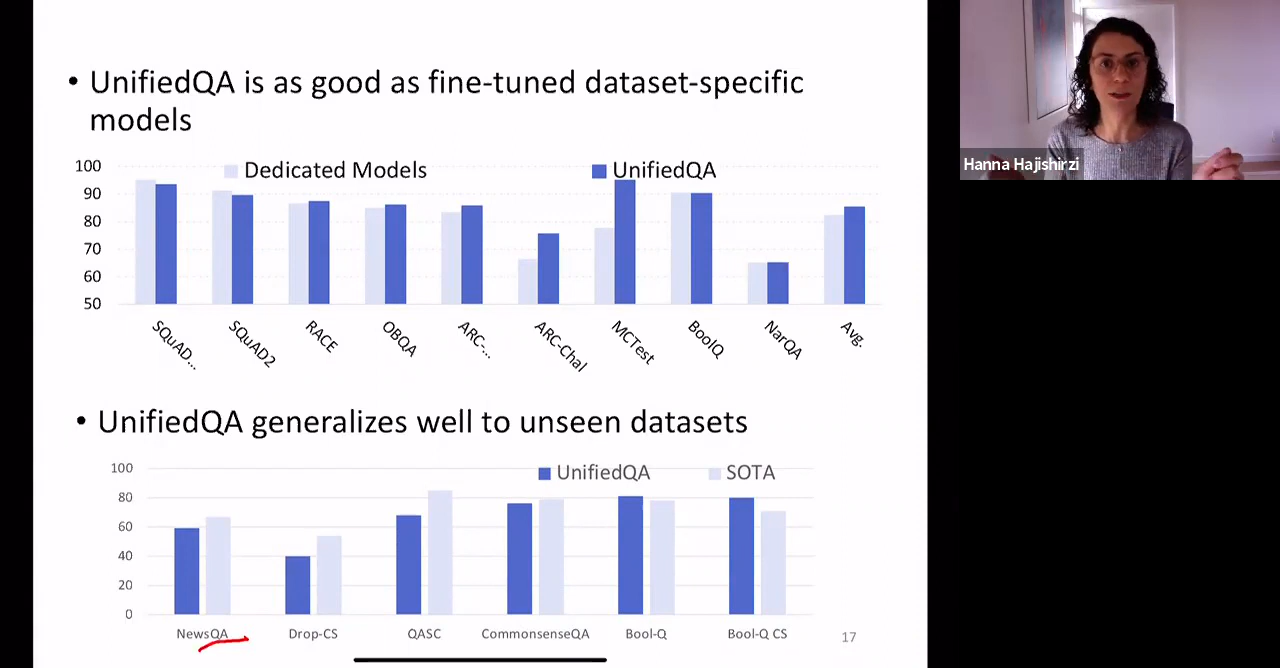 • UnifiedQA is as good as fine-tuned dataset-specific
models
Dedicated Models
UnifiedQA
100
90
80
70
60
50
SQuAD...
SQuAD2
RACE
OBQA
ARC-...
ARC-Chal
MCTest
BoolQ
NarQA
Avg.
• UnifiedQA generalizes well to unseen datasets
UnifiedQA
SOTA
100
80
60
40
20
0
NewsQA
Drop-CS
QASC
CommonsenseQA
Bool-Q
Bool-Q CS
17
Hanna Hajishirzi